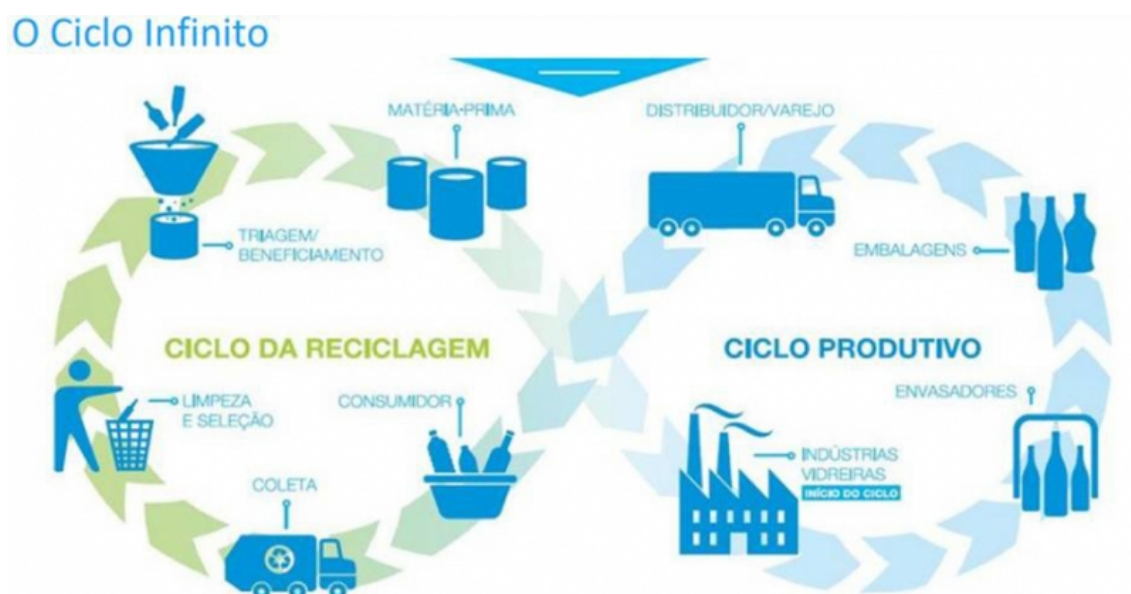 O Ciclo Infinito
MATÉRIA-PRIMA
DISTRIBUIDOR/VAREJO
TRIAGEM/
BENEFICIAMENTO
EMBALAGENS
CICLO DA RECICLAGEM
CICLO PRODUTIVO
LIMPEZA
E SELEÇÃO
CONSUMIDOR
ENVASADORES
COLETA
INDÚSTRIAS
VIDREIRAS
INÍCIO DO CICLO